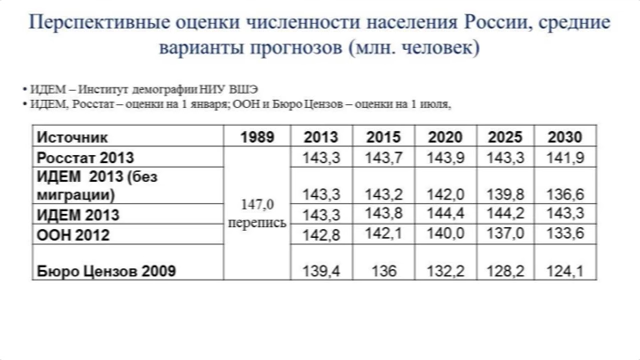 Перспективные оценки численности населения России, средние
варианты прогнозов (млн. человек)
• ИДЕМ – Институт демографии НИУ ВШЭ
• ИДЕМ, Росстат – оценки на 1 января; ООН и Бюро Цензов – оценки на 1 июля,
Источник 1989 2013 2015 2020 2025 2030
Росстат 2013 143,3 143,7 143,9 143,3 141,9
ИДЕМ 2013 (без
миграции) 143,3 143,2 142,0 139,8 136,6
147,0
перепись
ИДЕМ 2013 143,3 143,8 144,4 144,2 143,3
ООН 2012 142,8 142,1 140,0 137,0 133,6
Бюро Цензов 2009 139,4 136 132,2 128,2 124,1